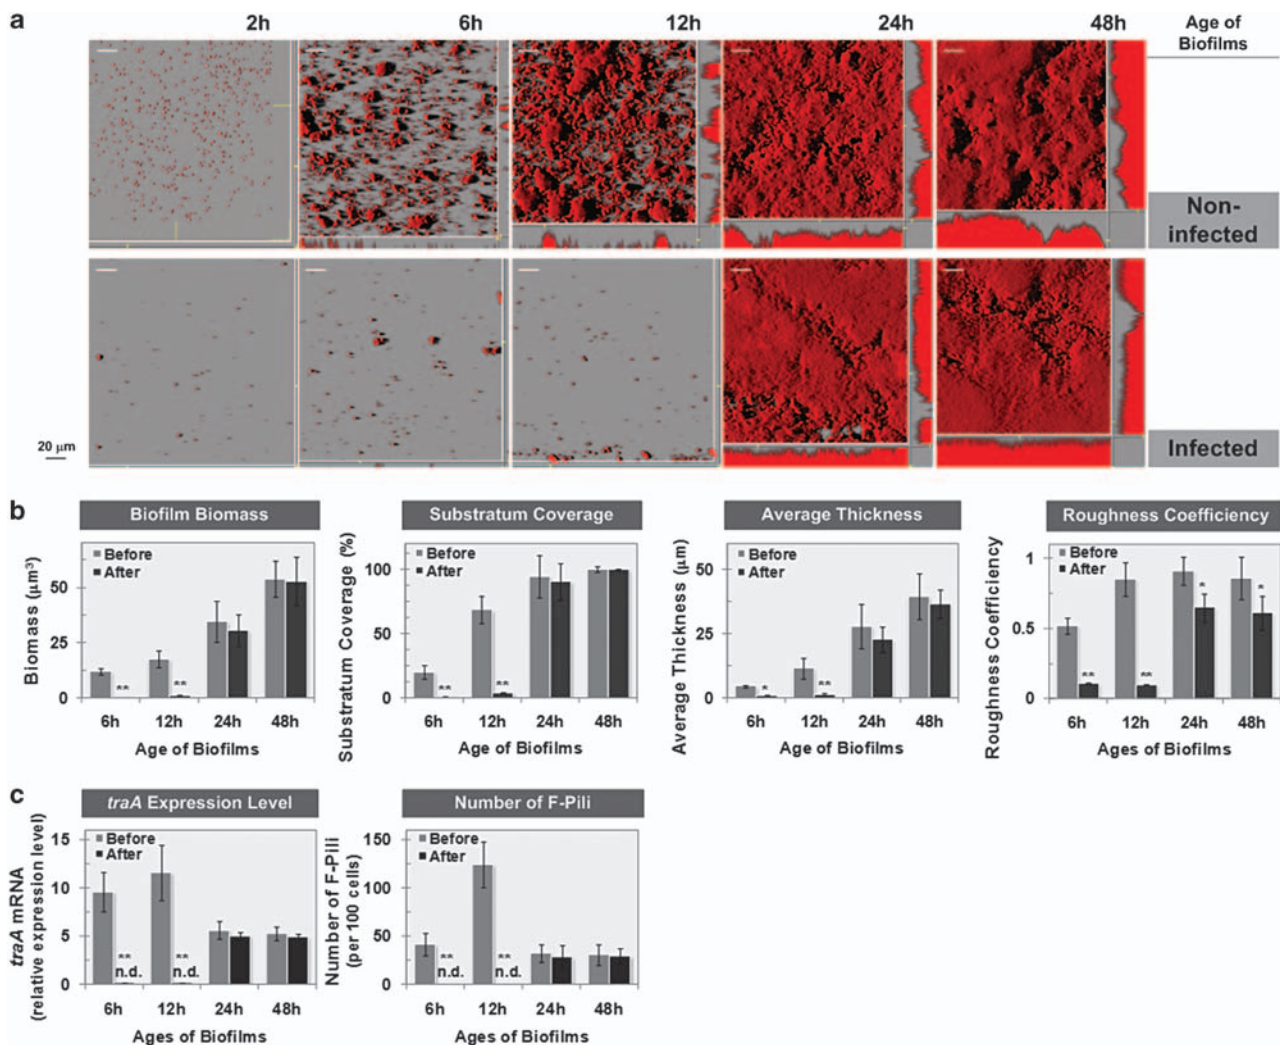 a
2h 6h 12h 24h 48h Age of Biofilms
Non-infected
Infected
20 μm
b
Biofilm Biomass
Biomass (μm³)
50
25
0
Before
After
**
**
6h 12h 24h 48h
Age of Biofilms
Substratum Coverage
Substratum Coverage (%)
100
50
0
Before
After
**
**
6h 12h 24h 48h
Age of Biofilms
Average Thickness
Average Thickness (μm)
50
25
0
Before
After
*
**
6h 12h 24h 48h
Age of Biofilms
Roughness Coefficiency
Roughness Coefficiency
1
0.5
0
Before
After
**
**
*
*
6h 12h 24h 48h
Ages of Biofilms
c
traA Expression Level
traA mRNA
(relative expression level)
15
10
5
0
Before
After
**
n.d.
**
n.d.
6h 12h 24h 48h
Ages of Biofilms
Number of F-Pili
Number of F-Pili
(per 100 cells)
150
100
50
0
Before
After
**
n.d.
**
n.d.
6h 12h 24h 48h
Ages of Biofilms